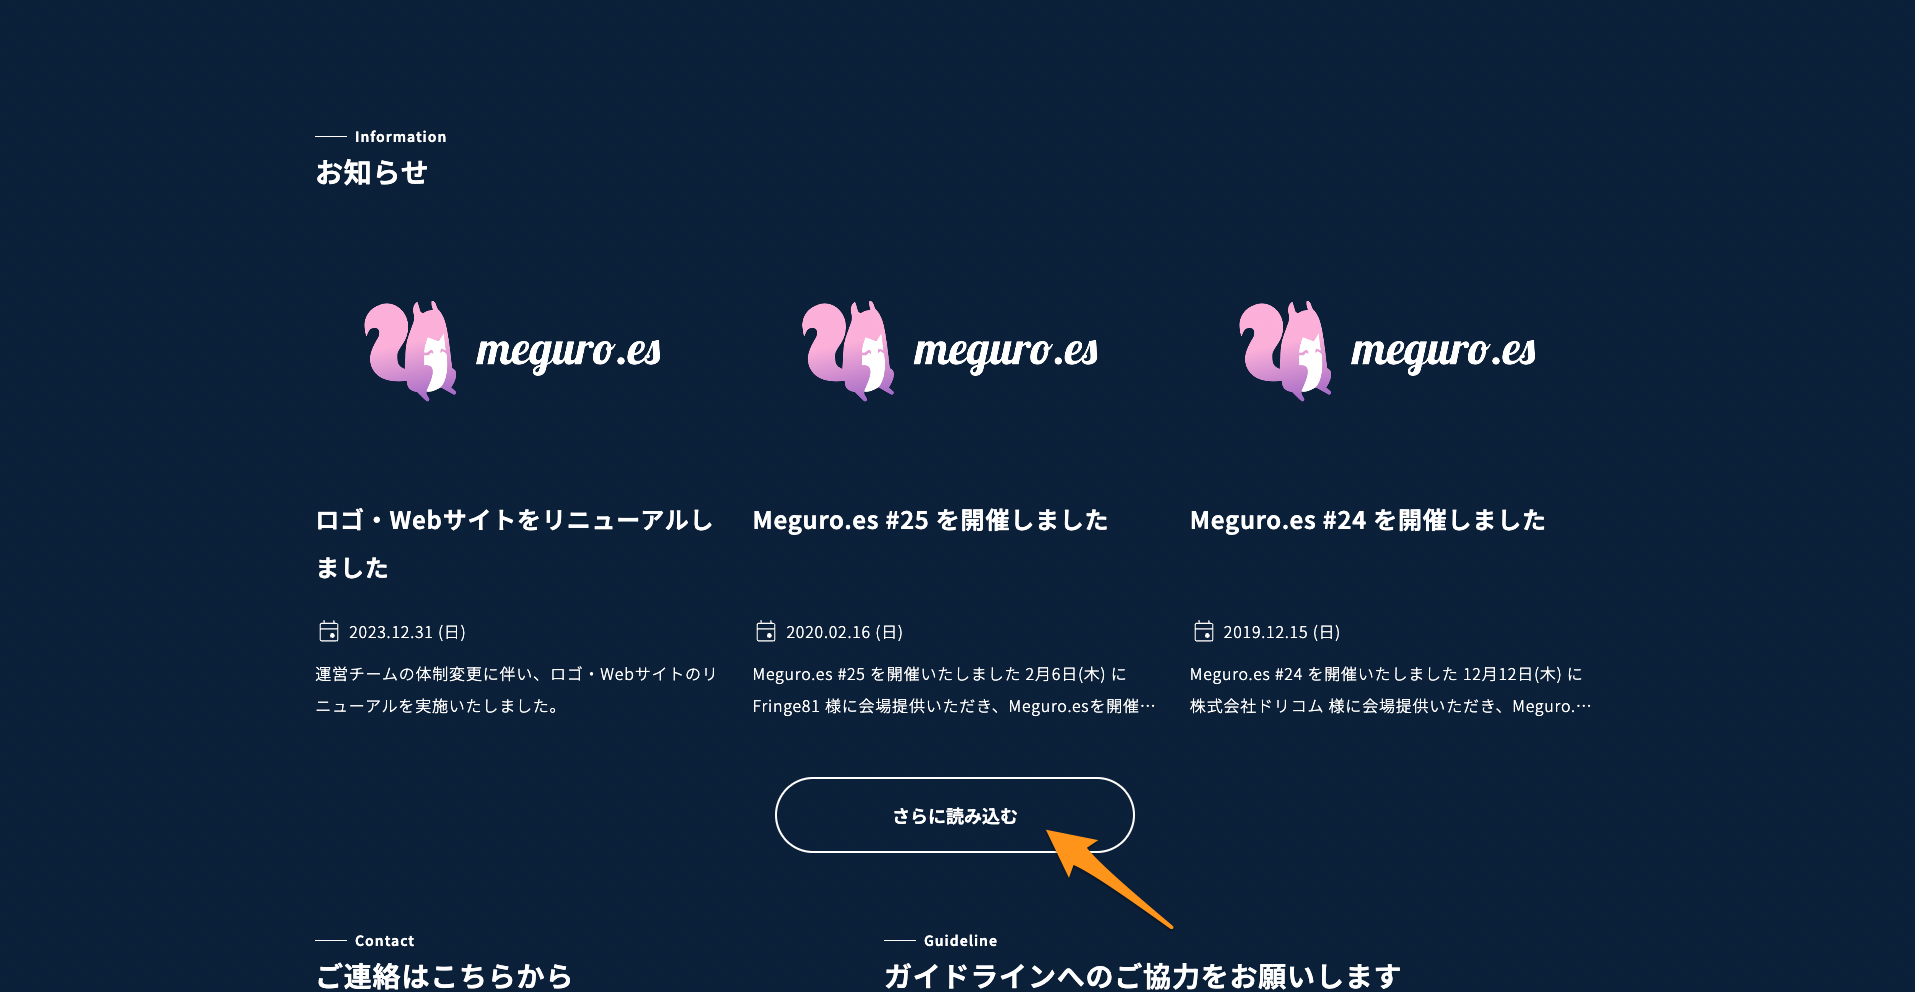 Information
お知らせ
meguro.es
meguro.es
meguro.es
ロゴ・Webサイトをリニューアルし
ました
2023.12.31 (日)
運営チームの体制変更に伴い、ロゴ・Webサイトのリ
ニューアルを実施いたしました。
Meguro.es #25 を開催しました
2020.02.16 (日)
Meguro.es #25 を開催いたしました 2月6日(木) に
Fringe81 様に会場提供いただき、Meguro.esを開催…
Meguro.es #24 を開催しました
2019.12.15 (日)
Meguro.es #24 を開催いたしました 12月12日(木) に
株式会社ドリコム 様に会場提供いただき、Meguro.…
さらに読み込む
Contact
ご連絡はこちらから
Guideline
ガイドラインへのご協力をお願いします